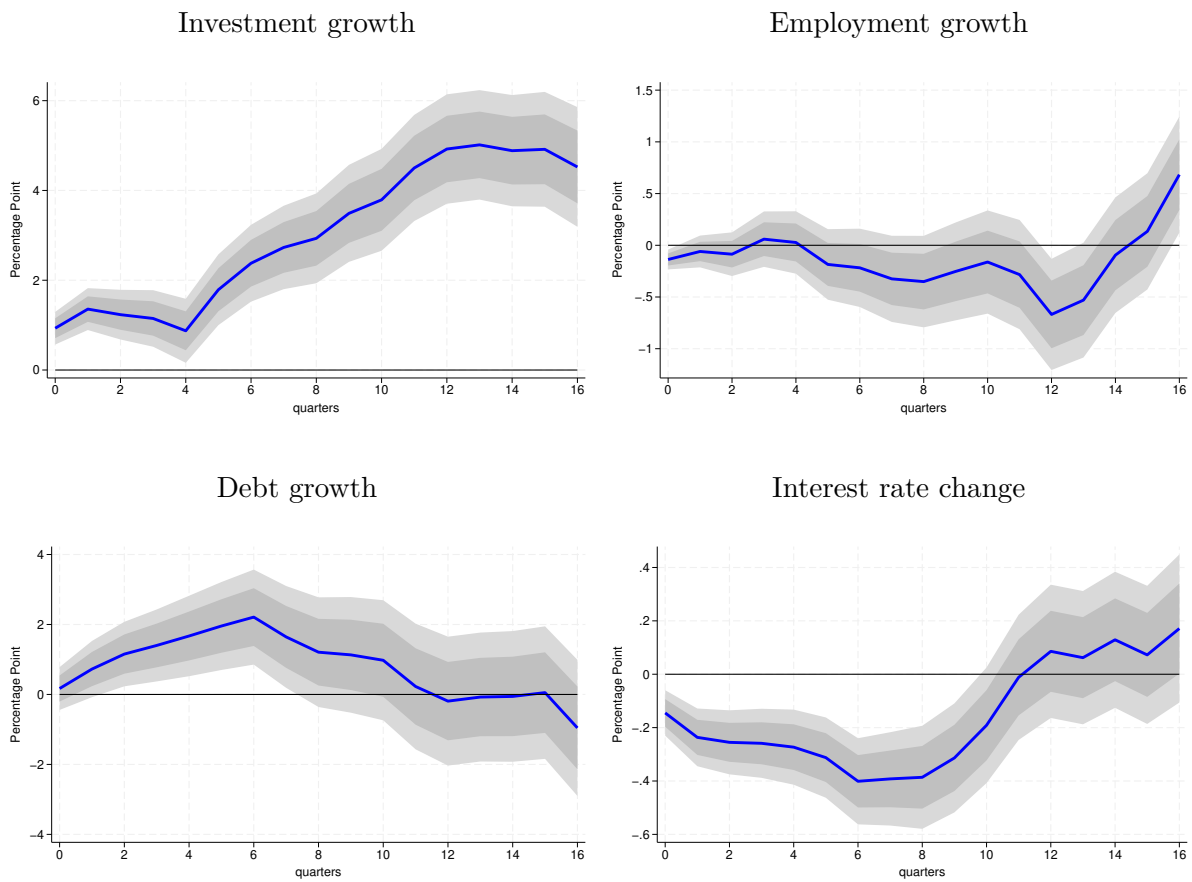 Investment growth
Employment growth
Percentage Point
6
4
2
0
0 2 4 6 8 10 12 14 16
quarters
Percentage Point
1.5
1
.5
0
−.5
−1
0 2 4 6 8 10 12 14 16
quarters
Debt growth
Interest rate change
Percentage Point
4
2
0
−2
−4
0 2 4 6 8 10 12 14 16
quarters
Percentage Point
.4
.2
0
−.2
−.4
−.6
0 2 4 6 8 10 12 14 16
quarters